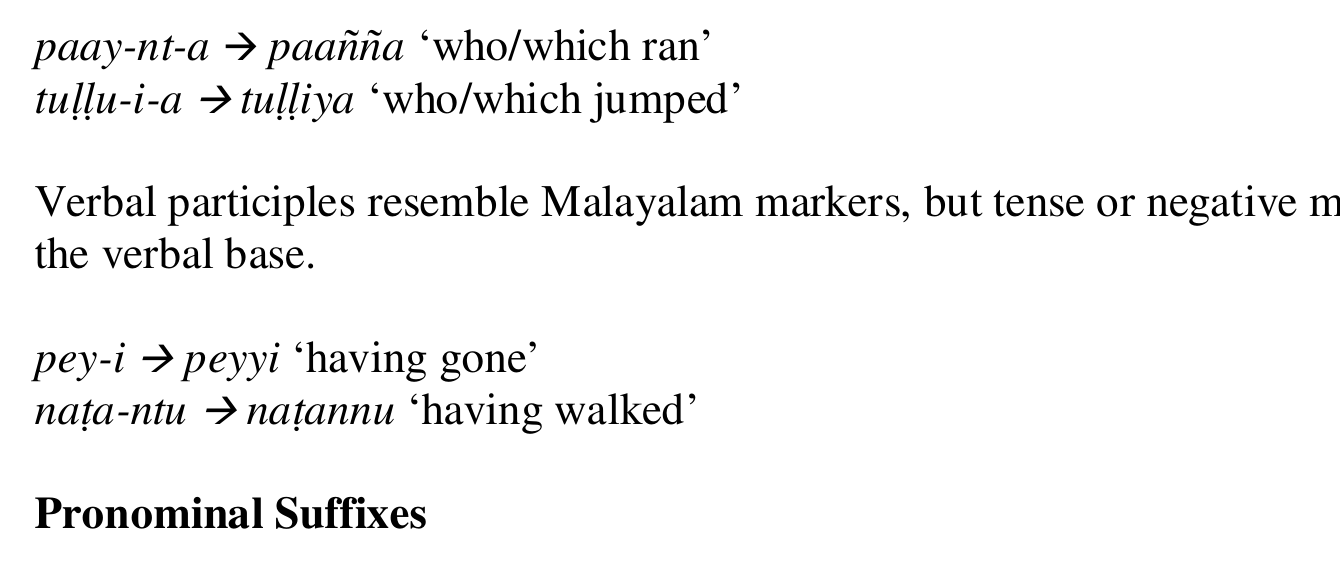 paay-nt-a → paañña ‘who/which ran’
tuḷḷu-i-a → tuḷḷiya ‘who/which jumped’
Verbal participles resemble Malayalam markers, but tense or negative
the verbal base.
pey-i → peyyi ‘having gone’
naṭa-ntu → naṭannu ‘having walked’
Pronominal Suffixes